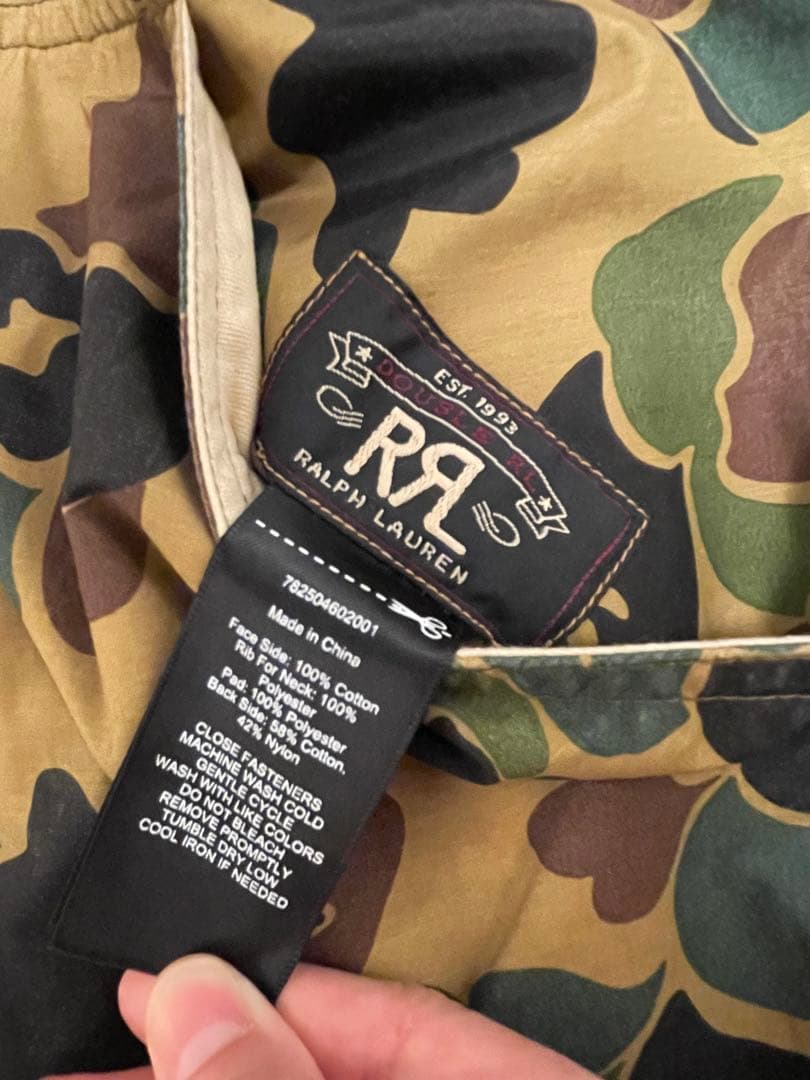 EST. 1993
DOUBLE RL
RRL
RALPH LAUREN
782504602001
Made in China
Face Side: 100% Cotton
Rib For Neck: 100%
Polyester
Pad: 100% Polyester
Back Side: 58% Cotton,
42% Nylon
CLOSE FASTENERS
MACHINE WASH COLD
GENTLE CYCLE
WASH WITH LIKE COLORS
DO NOT BLEACH
REMOVE PROMPTLY
TUMBLE DRY LOW
COOL IRON IF NEEDED